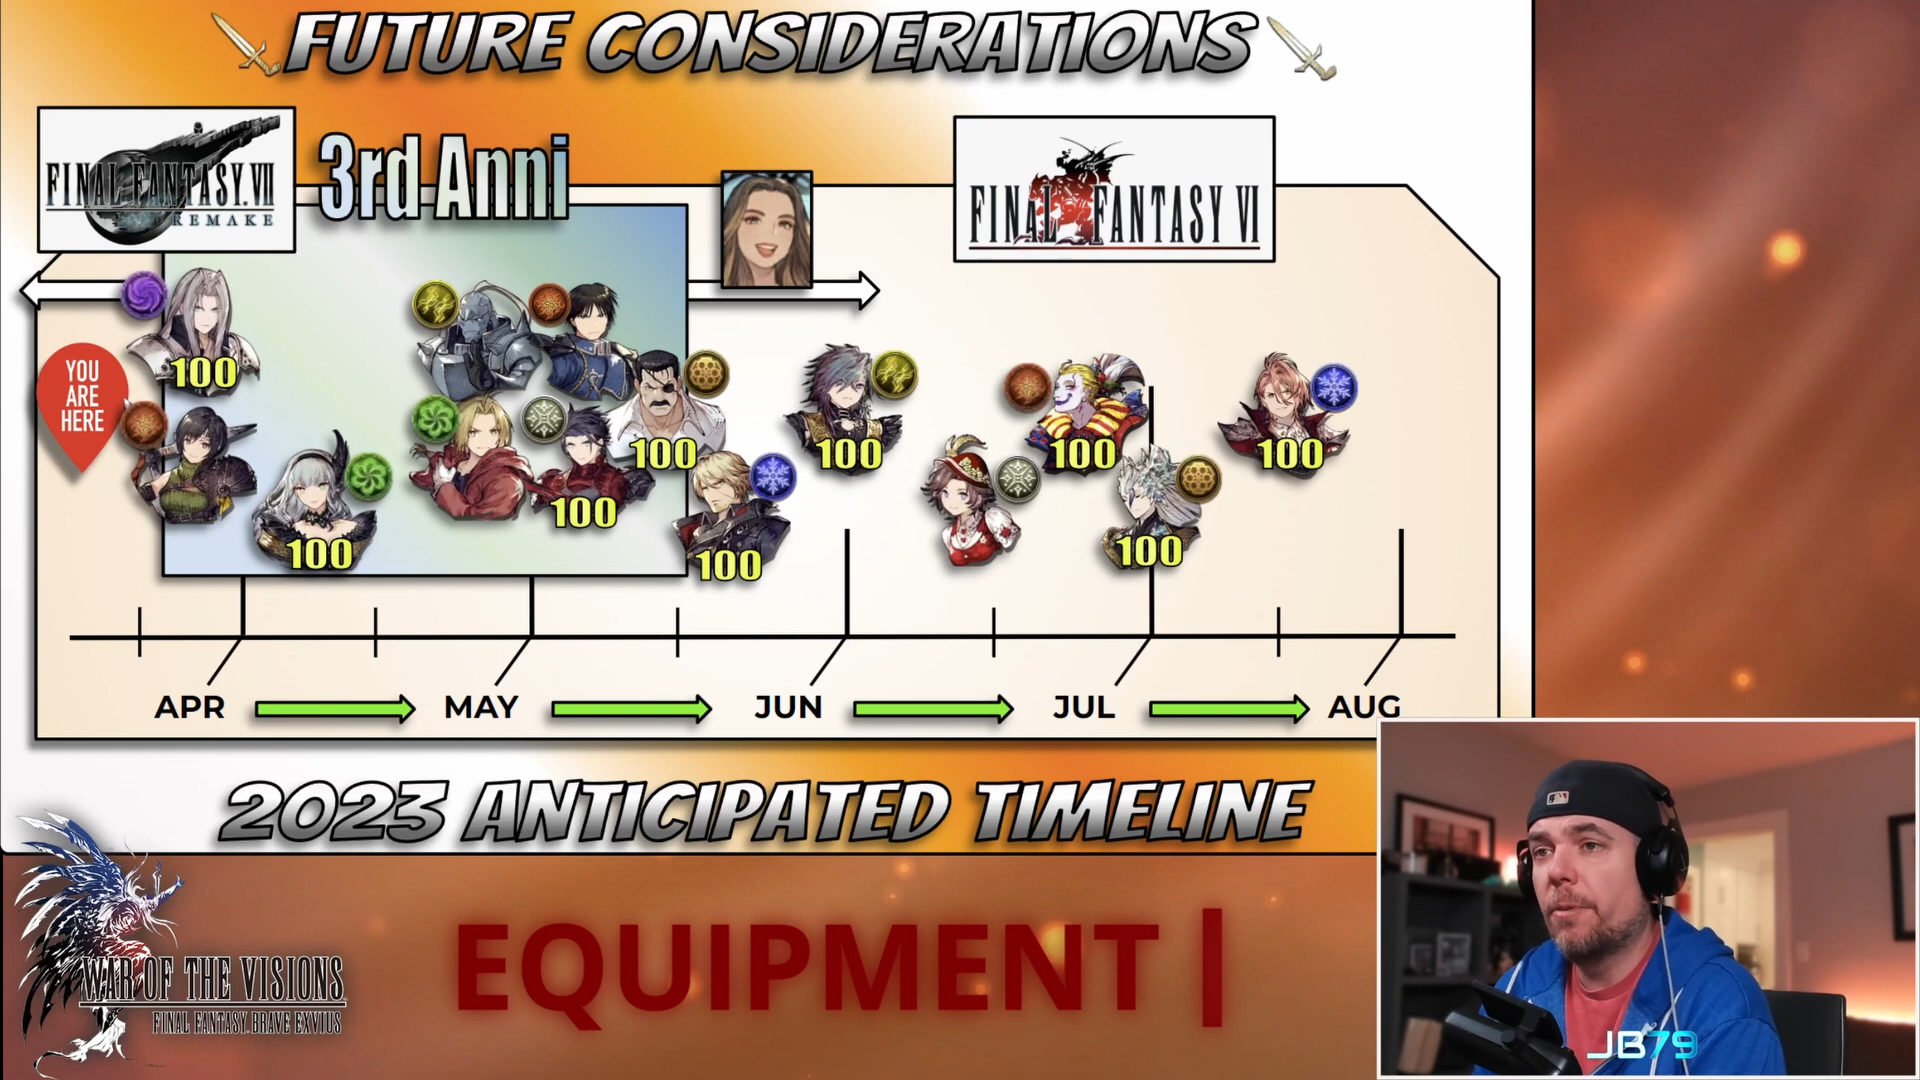 FUTURE CONSIDERATIONS
FINAL FANTASY VII
REMAKE
3rd Anni
FINAL FANTASY VI
YOU
ARE
HERE
100
100
100
100
100
100
100
100
100
APR
MAY
JUN
JUL
AUG
2023 ANTICIPATED TIMELINE
WAR OF THE VISIONS
FINAL FANTASY BRAVE EXVIUS
EQUIPMENT |
JB79